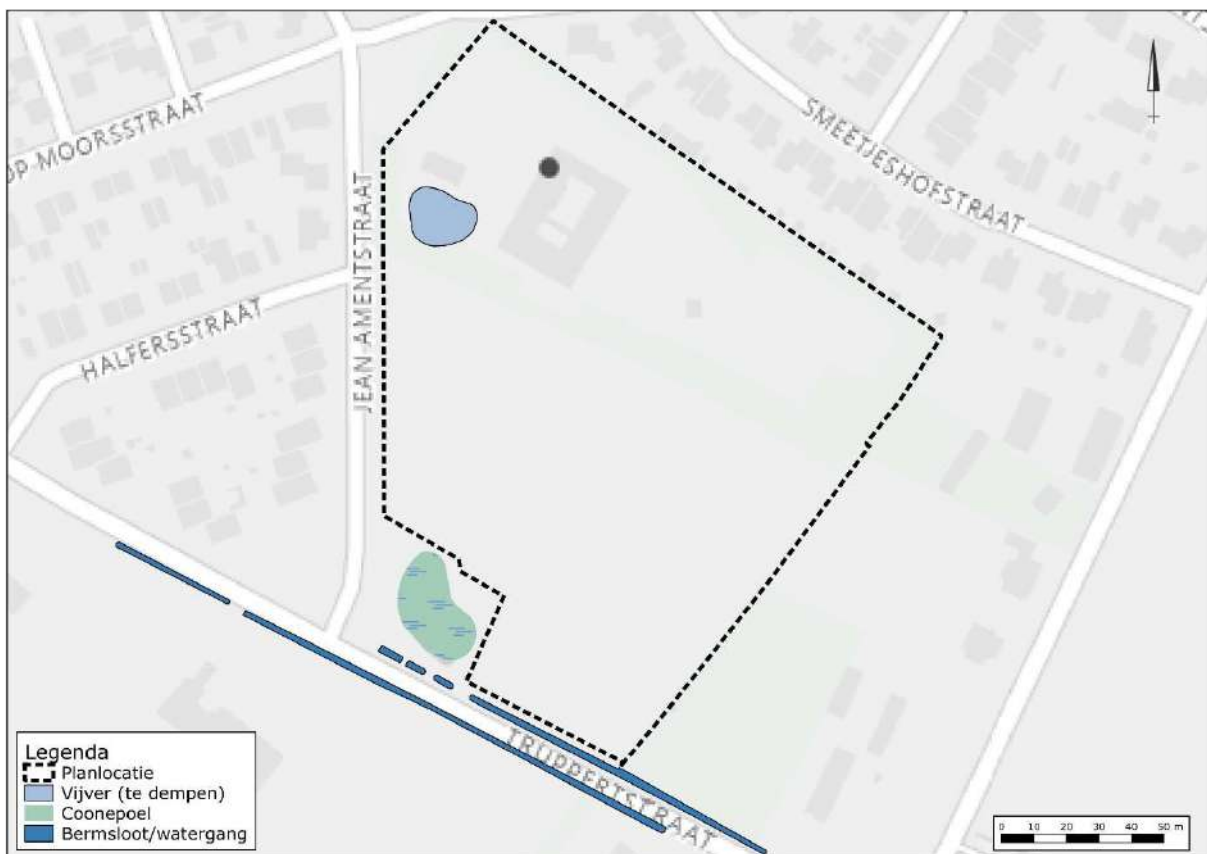 OP-MOORSSTRAAT
SMEETJESHOFSTRAAT
JEAN AMENTSTRAAT
HALFERSSTRAAT
TRUPPERTSTRAAT
Legenda
Planlocatie
Vijver (te dempen)
Coonepoel
Bermsloot/watergang
0 10 20 30 40 50 m